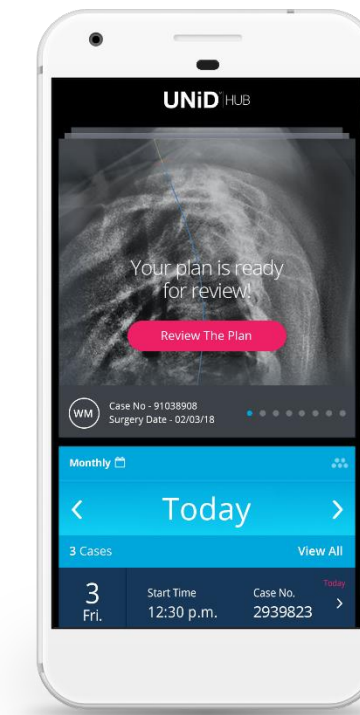 UNiD™ HUB
Your plan is ready
for review!
Review The Plan
WM
Case No - 91038908
Surgery Date - 02/03/18
Monthly
Today
3 Cases
View All
Today
3
Fri.
Start Time
12:30 p.m.
Case No.
2939823